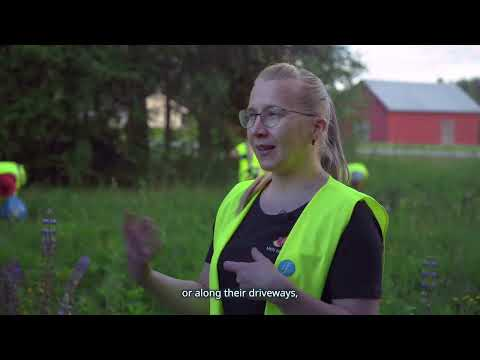 or along their driveways,